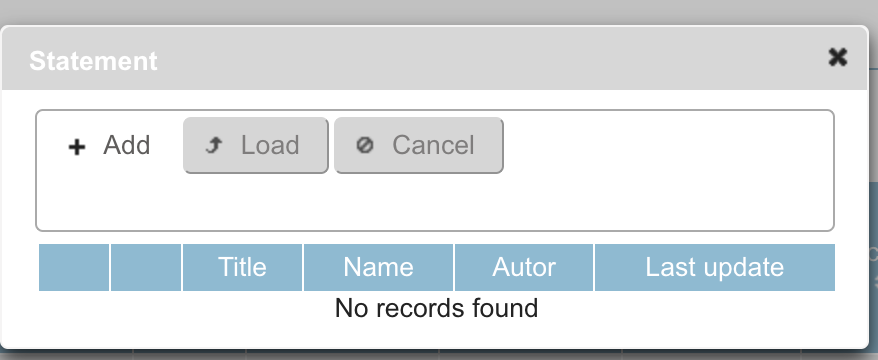 Statement
Add Load Cancel
Title Name Autor Last update
No records found